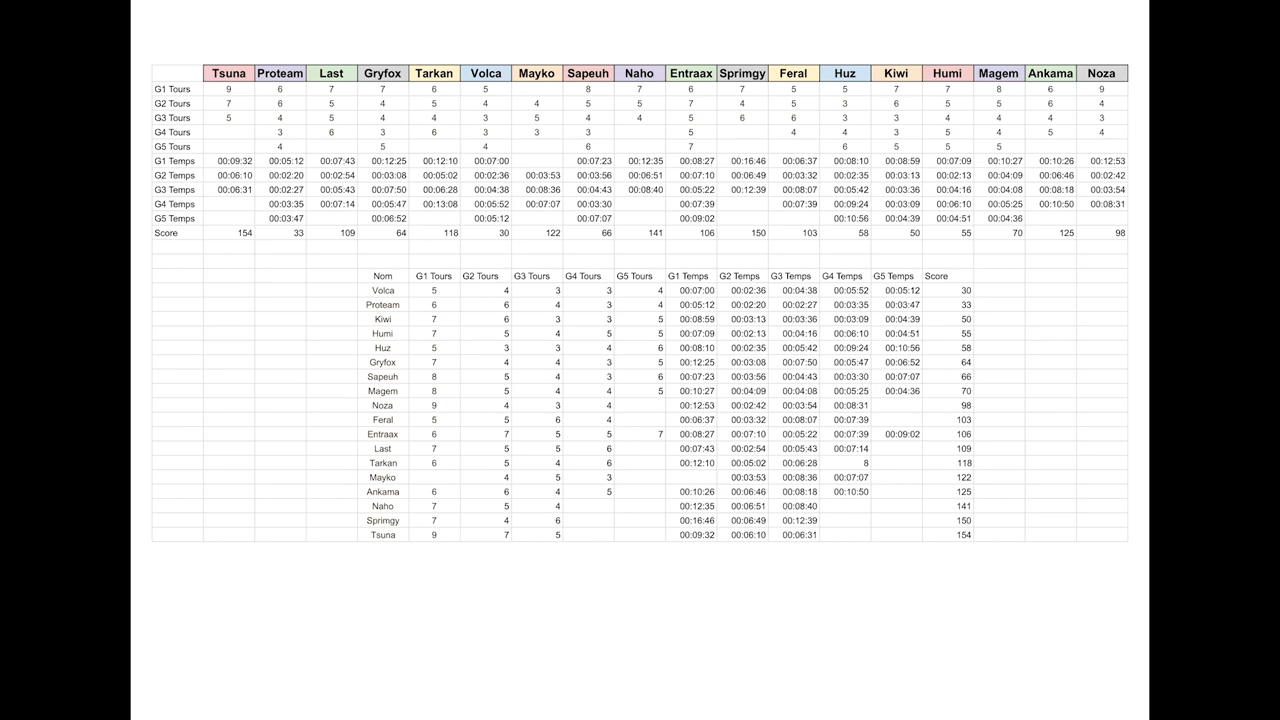 Tsuna Proteam Last Gryfox Tarkan Volca Mayko Sapeuh Naho Entraax Sprimgy Feral Huz Kiwi Humi Magem Ankama Noza
G1 Tours 9 6 7 7 6 5 8 7 6 7 5 5 7 7 8 6 9
G2 Tours 7 6 5 4 5 4 4 5 5 7 4 5 3 6 5 5 6 4
G3 Tours 5 4 5 4 4 3 5 4 4 5 6 6 3 3 4 4 4 3
G4 Tours 3 6 3 6 3 3 3 5 4 4 3 5 4 5 4
G5 Tours 4 5 4 6 7 6 5 5 5
G1 Temps 00:09:32 00:05:12 00:07:43 00:12:25 00:12:10 00:07:00 00:07:23 00:12:35 00:08:27 00:16:46 00:06:37 00:08:10 00:08:59 00:07:09 00:10:27 00:10:26 00:12:53
G2 Temps 00:06:10 00:02:20 00:02:54 00:03:08 00:05:02 00:02:36 00:03:53 00:03:56 00:06:51 00:07:10 00:06:49 00:03:32 00:02:35 00:03:13 00:02:13 00:04:09 00:06:46 00:02:42
G3 Temps 00:06:31 00:02:27 00:05:43 00:07:50 00:06:28 00:04:38 00:08:36 00:04:43 00:08:40 00:05:22 00:12:39 00:08:07 00:05:42 00:03:36 00:04:16 00:04:08 00:08:18 00:03:54
G4 Temps 00:03:35 00:07:14 00:05:47 00:13:08 00:05:52 00:07:07 00:03:30 00:07:39 00:07:39 00:09:24 00:03:09 00:06:10 00:05:25 00:10:50 00:08:31
G5 Temps 00:03:47 00:06:52 00:05:12 00:07:07 00:09:02 00:10:56 00:04:39 00:04:51 00:04:36
Score 154 33 109 64 118 30 122 66 141 106 150 103 58 50 55 70 125 98
Nom G1 Tours G2 Tours G3 Tours G4 Tours G5 Tours G1 Temps G2 Temps G3 Temps G4 Temps G5 Temps Score
Volca 5 4 3 3 4 00:07:00 00:02:36 00:04:38 00:05:52 00:05:12 30
Proteam 6 6 4 3 4 00:05:12 00:02:20 00:02:27 00:03:35 00:03:47 33
Kiwi 7 6 3 3 5 00:08:59 00:03:13 00:03:36 00:03:09 00:04:39 50
Humi 7 5 4 5 5 00:07:09 00:02:13 00:04:16 00:06:10 00:04:51 55
Huz 5 3 3 4 6 00:08:10 00:02:35 00:05:42 00:09:24 00:10:56 58
Gryfox 7 4 4 3 5 00:12:25 00:03:08 00:07:50 00:05:47 00:06:52 64
Sapeuh 8 5 4 3 6 00:07:23 00:03:56 00:04:43 00:03:30 00:07:07 66
Magem 8 5 4 4 5 00:10:27 00:04:09 00:04:08 00:05:25 00:04:36 70
Noza 9 4 3 4 00:12:53 00:02:42 00:03:54 00:08:31 98
Feral 5 5 6 4 00:06:37 00:03:32 00:08:07 00:07:39 103
Entraax 6 7 5 5 7 00:08:27 00:07:10 00:05:22 00:07:39 00:09:02 106
Last 7 5 5 6 00:07:43 00:02:54 00:05:43 00:07:14 109
Tarkan 6 5 4 6 00:12:10 00:05:02 00:06:28 8 118
Mayko 4 5 3 00:03:53 00:08:36 00:07:07 122
Ankama 6 6 4 5 00:10:26 00:06:46 00:08:18 00:10:50 125
Naho 7 5 4 00:12:35 00:06:51 00:08:40 141
Sprimgy 7 4 6 00:16:46 00:06:49 00:12:39 150
Tsuna 9 7 5 00:09:32 00:06:10 00:06:31 154